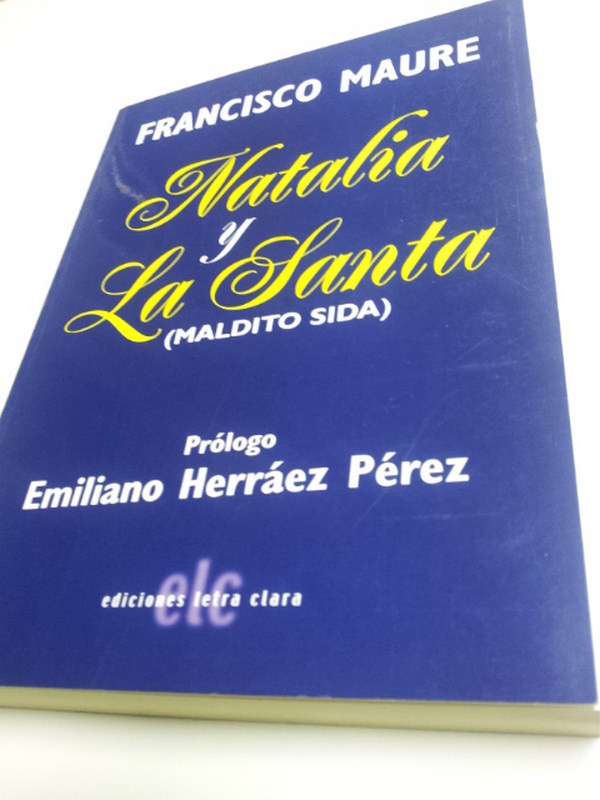 FRANCISCO MAURE
Natalia
y
La Santa
(MALDITO SIDA)
Prólogo
Emiliano Herráez Pérez
elc
ediciones letra clara